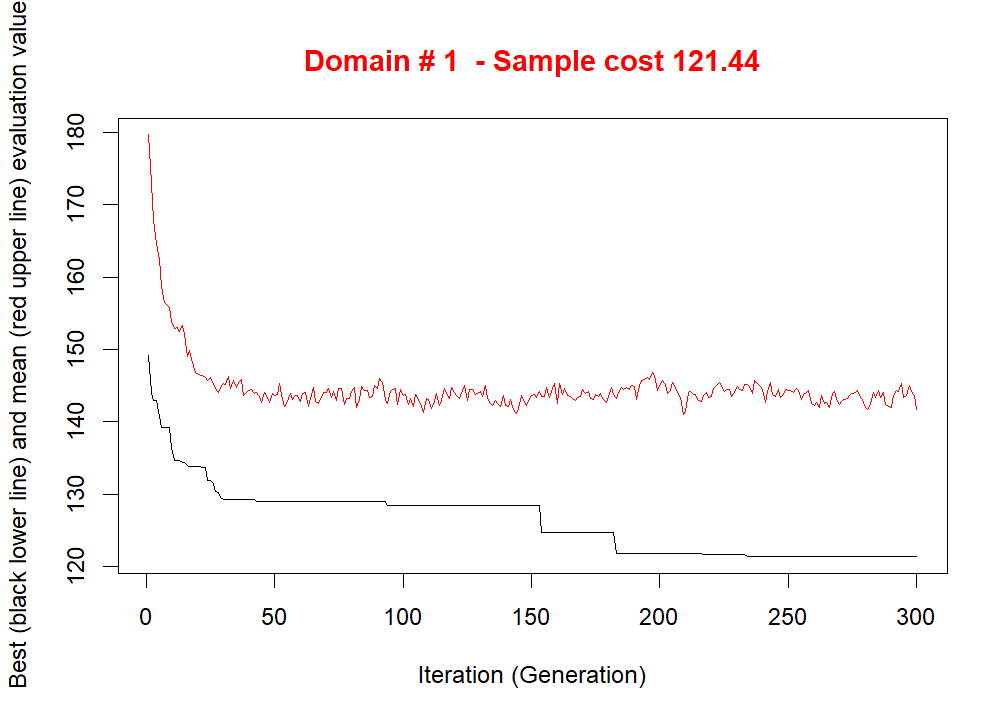 Domain # 1  - Sample cost 121.44
Best (black lower line) and mean (red upper line) evaluation value
180
170
160
150
140
130
120
0 50 100 150 200 250 300
Iteration (Generation)